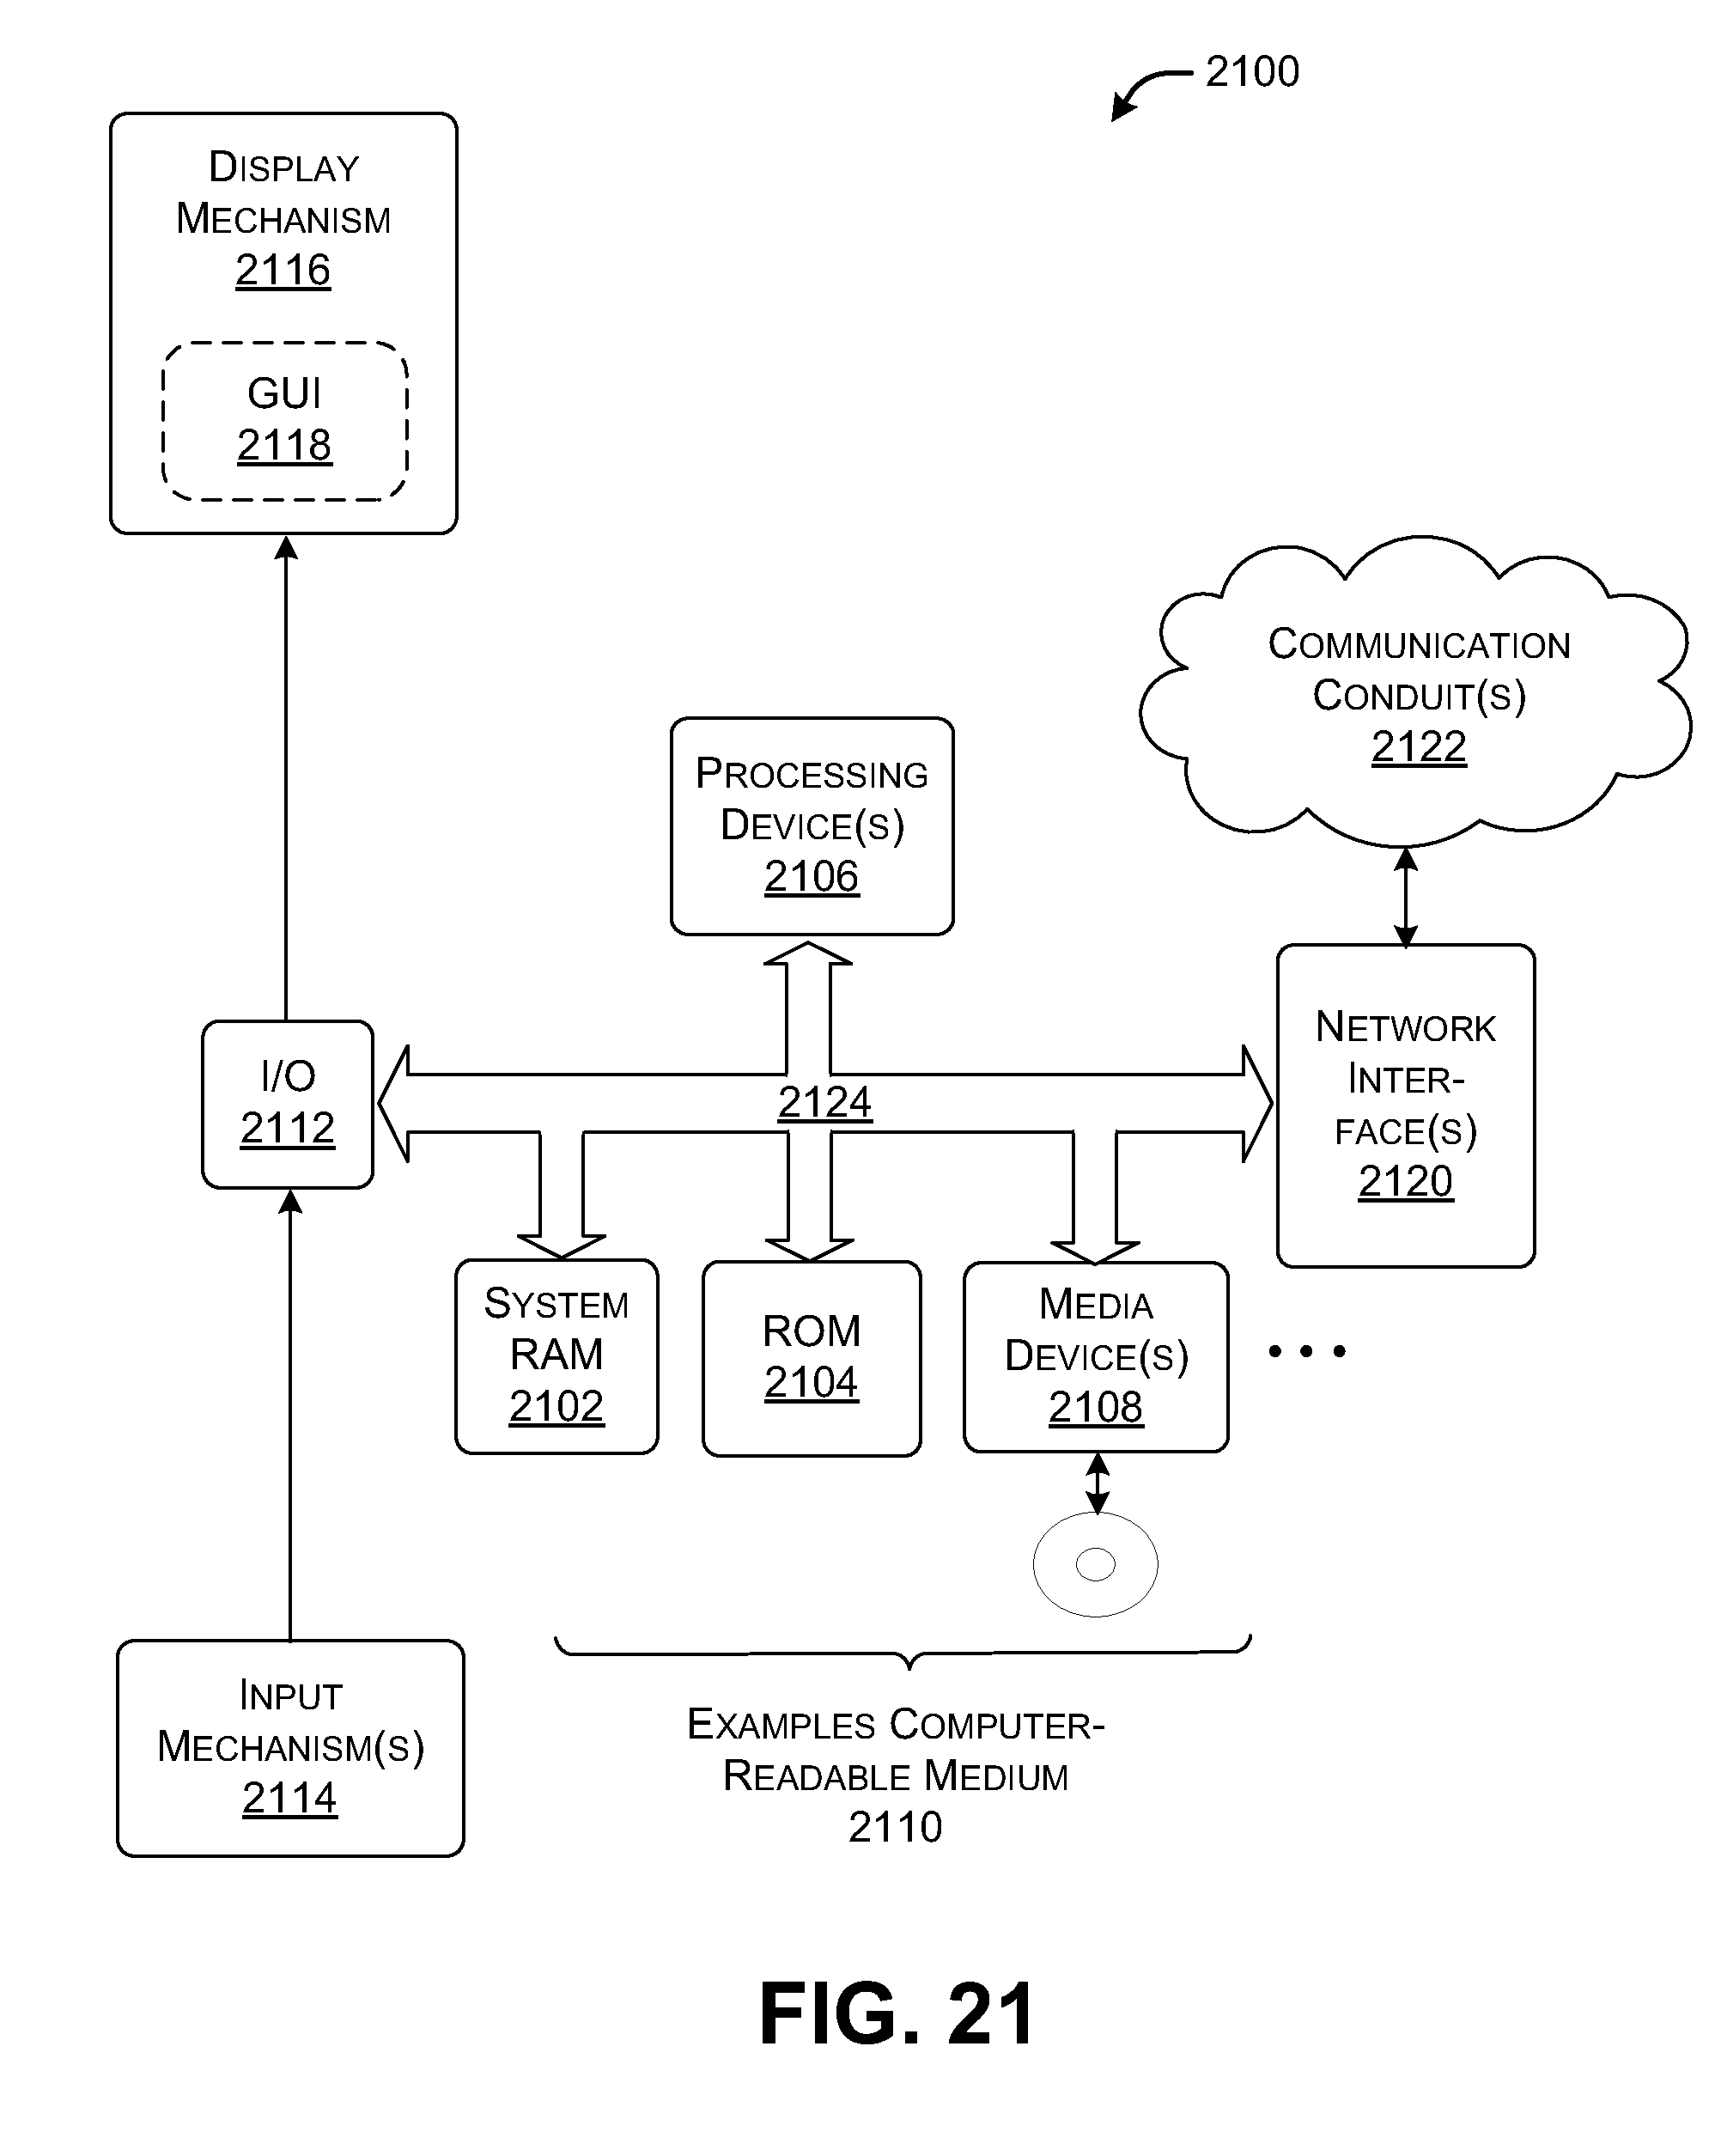 2100
DISPLAY
MECHANISM
2116
GUI
2118
COMMUNICATION
CONDUIT(S)
2122
PROCESSING
DEVICE(S)
2106
NETWORK
INTER-
FACE(S)
2120
I/O
2112
2124
SYSTEM
RAM
2102
ROM
2104
MEDIA
DEVICE(S)
2108
• • •
INPUT
MECHANISM(S)
2114
EXAMPLES COMPUTER-
READABLE MEDIUM
2110
FIG. 21